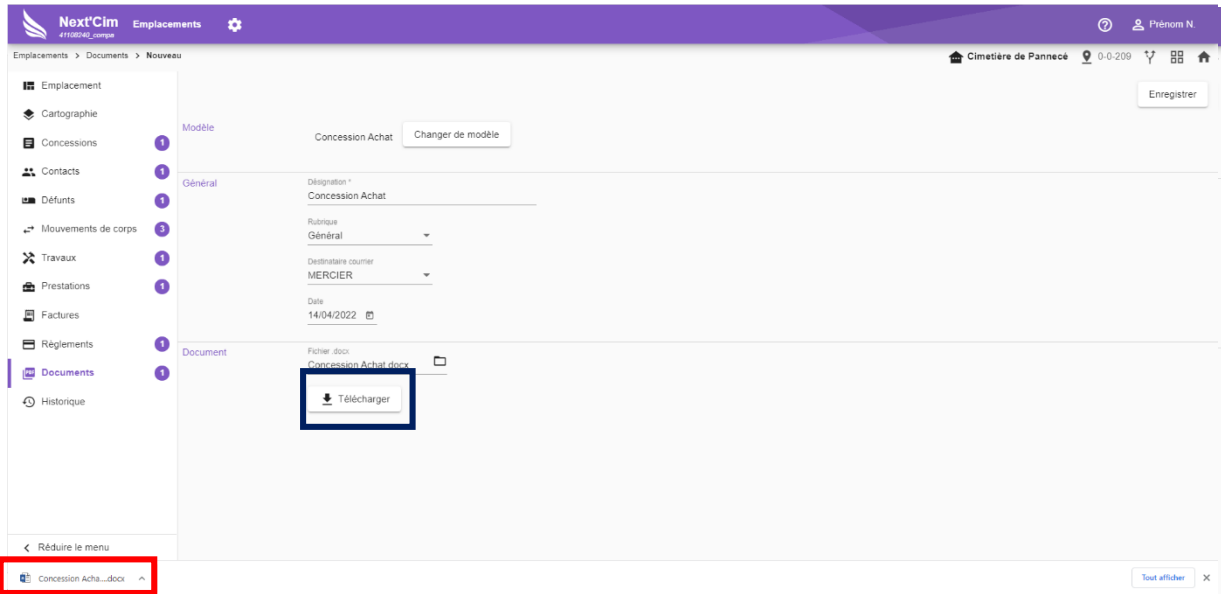 Next'Cim Emplacements Prénom N.
41108240_compa
Emplacements > Documents > Nouveau Cimetière de Pannecé 0-0-209
Emplacement
Enregistrer
Cartographie
Modèle Concession Achat Changer de modèle
Concessions 1
Contacts 1
Général Désignation *
Concession Achat
Défunts 1
Rubrique
Général
Mouvements de corps 3
Travaux 1
Destinataire courrier
MERCIER
Prestations 1
Date
14/04/2022
Factures
Règlements 1
Document Fichier .docx
Concession Achat.docx
Documents PDF 1
Télécharger
Historique
Réduire le menu
Concession Acha....docx Tout afficher